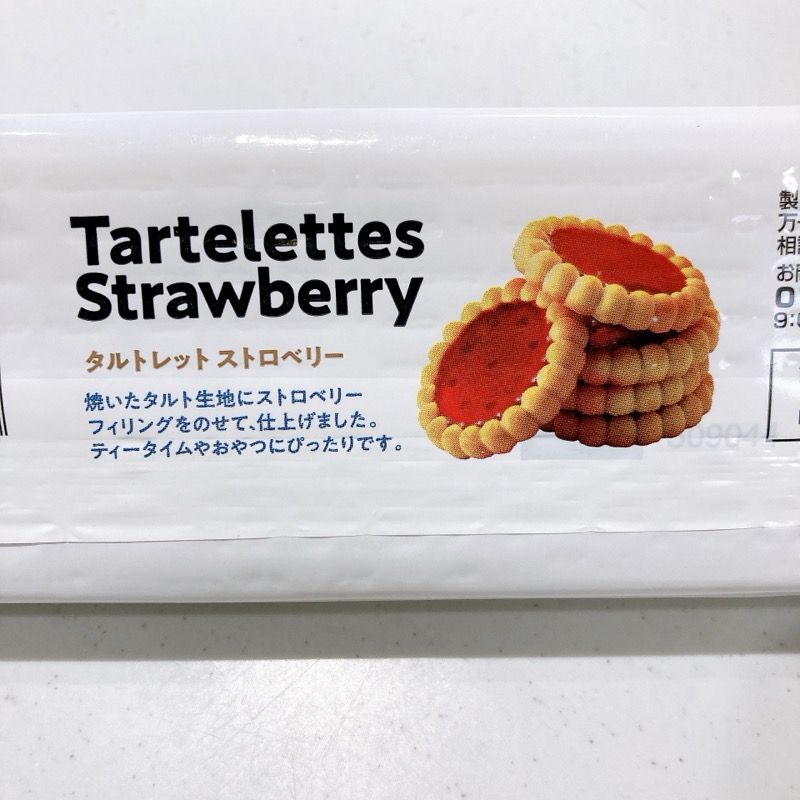 Tartelettes
Strawberry
タルトレット ストロベリー
焼いたタルト生地にストロベリー
フィリングをのせて、仕上げました。
ティータイムやおやつにぴったりです。
製
万
相
お
0
9:0